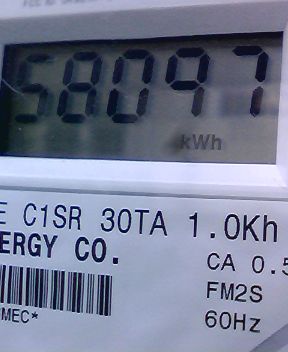 58097
kWh
E C1SR 30TA 1.0Kh
ERGY CO.
CA 0.5
FM2S
MEC*
60Hz